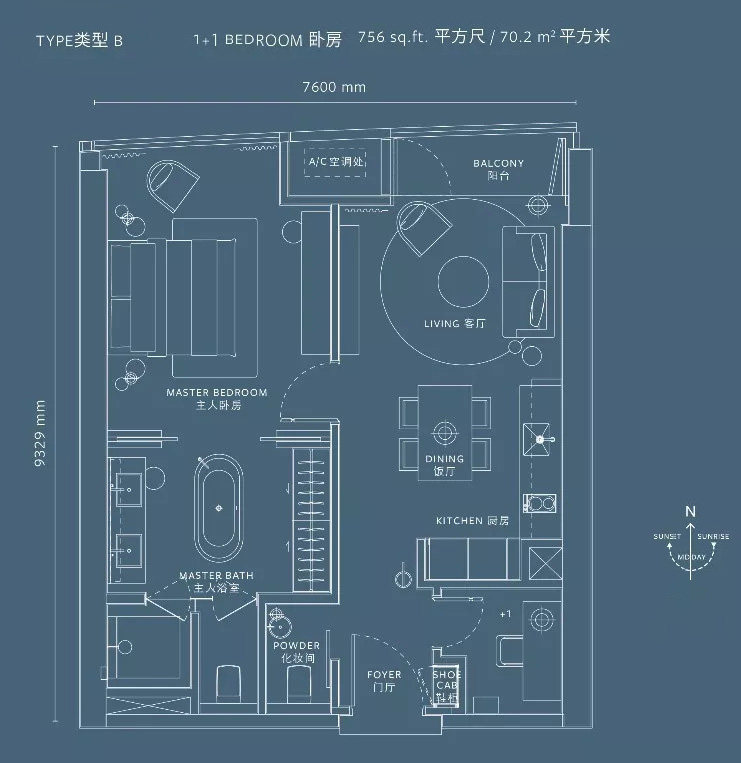 TYPE类型 B
1+1 BEDROOM 卧房 756 sq.ft. 平方尺 / 70.2 m² 平方米
7600 mm
A/C 空调处
BALCONY
阳台
LIVING 客厅
MASTER BEDROOM
主人卧房
9329 mm
DINING
饭厅
KITCHEN 厨房
N
SUNSET
SUNRISE
MIDDAY
MASTER BATH
主人浴室
+1
POWDER
化妆间
FOYER
门厅
SHOE
CAB
鞋柜